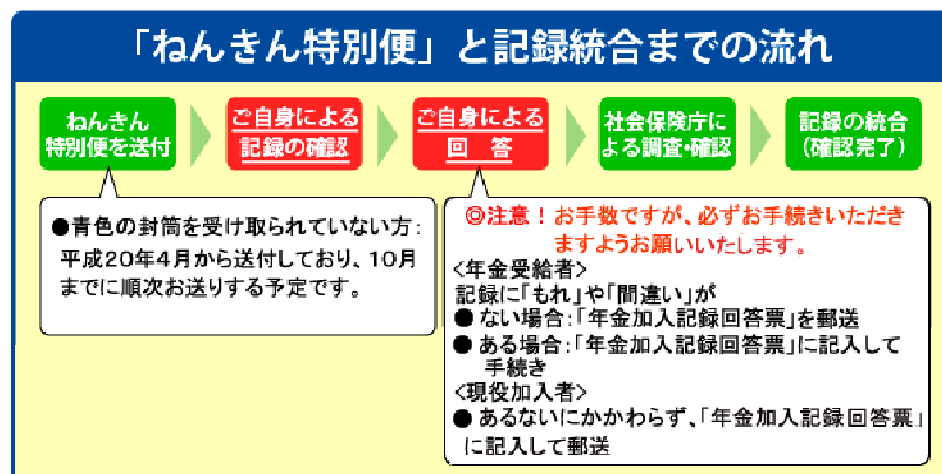 「ねんきん特別便」と記録統合までの流れ
ねんきん
特別便を送付
ご自身による
記録の確認
ご自身による
回　答
社会保険庁に
よる調査・確認
記録の統合
(確認完了)
●青色の封筒を受け取られていない方：
平成20年4月から送付しており、10月
までに順次お送りする予定です。
◎注意！お手数ですが、必ずお手続きいただき
ますようお願いいたします。
<年金受給者>
記録に「もれ」や「間違い」が
● ない場合：「年金加入記録回答票」を郵送
● ある場合：「年金加入記録回答票」に記入して
手続き
<現役加入者>
● あるないにかかわらず、「年金加入記録回答票」
に記入して郵送